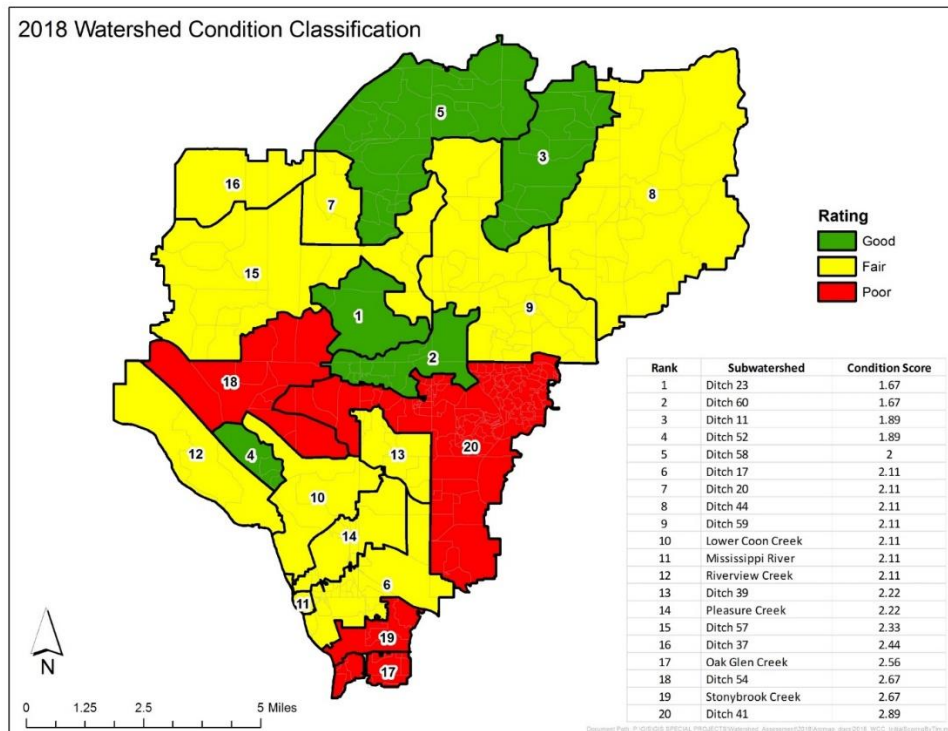 2018 Watershed Condition Classification
5
3
16
7
8
15
1
9
2
18
12
4
13
20
10
14
11
6
19
17
Rating
Good
Fair
Poor
Rank Subwatershed Condition Score
1 Ditch 23 1.67
2 Ditch 60 1.67
3 Ditch 11 1.89
4 Ditch 52 1.89
5 Ditch 58 2
6 Ditch 17 2.11
7 Ditch 20 2.11
8 Ditch 44 2.11
9 Ditch 59 2.11
10 Lower Coon Creek 2.11
11 Mississippi River 2.11
12 Riverview Creek 2.11
13 Ditch 39 2.22
14 Pleasure Creek 2.22
15 Ditch 57 2.33
16 Ditch 37 2.44
17 Oak Glen Creek 2.56
18 Ditch 54 2.67
19 Stonybrook Creek 2.67
20 Ditch 41 2.89
N
0 1.25 2.5 5 Miles
Document Path: